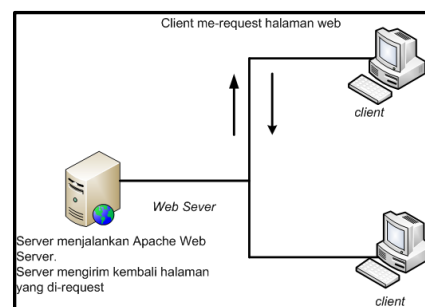 Client me-request halaman web
client
Web Sever
Server menjalankan Apache Web
Server.
Server mengirim kembali halaman
yang di-request
client